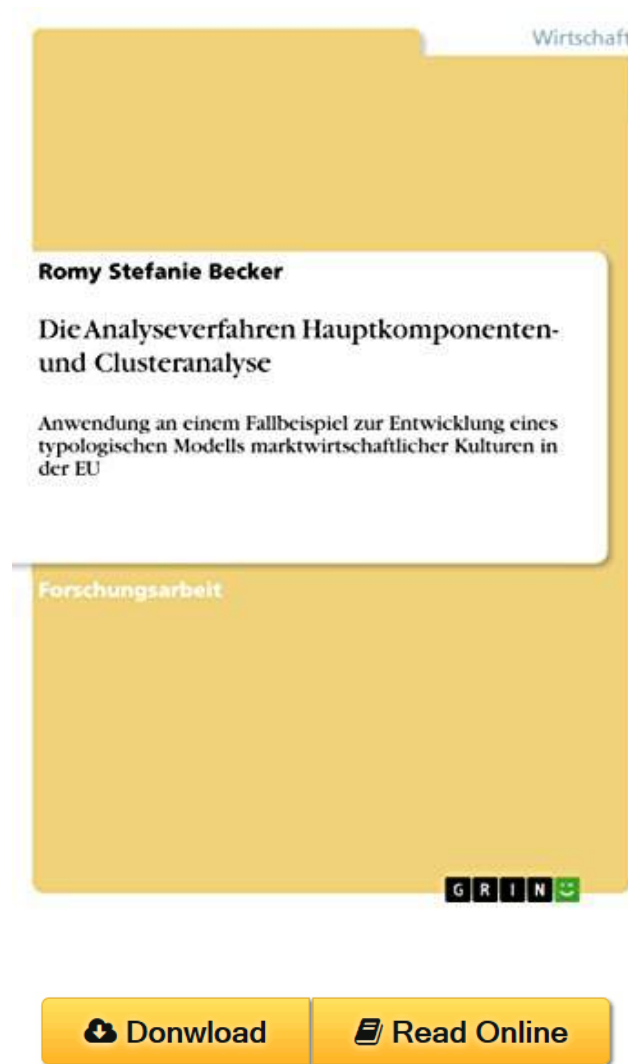 Wirtschaft
Romy Stefanie Becker
Die Analyseverfahren Hauptkomponenten-
und Clusteranalyse
Anwendung an einem Fallbeispiel zur Entwicklung eines
typologischen Modells marktwirtschaftlicher Kulturen in
der EU
Forschungsarbeit
GRIN
Donwload
Read Online